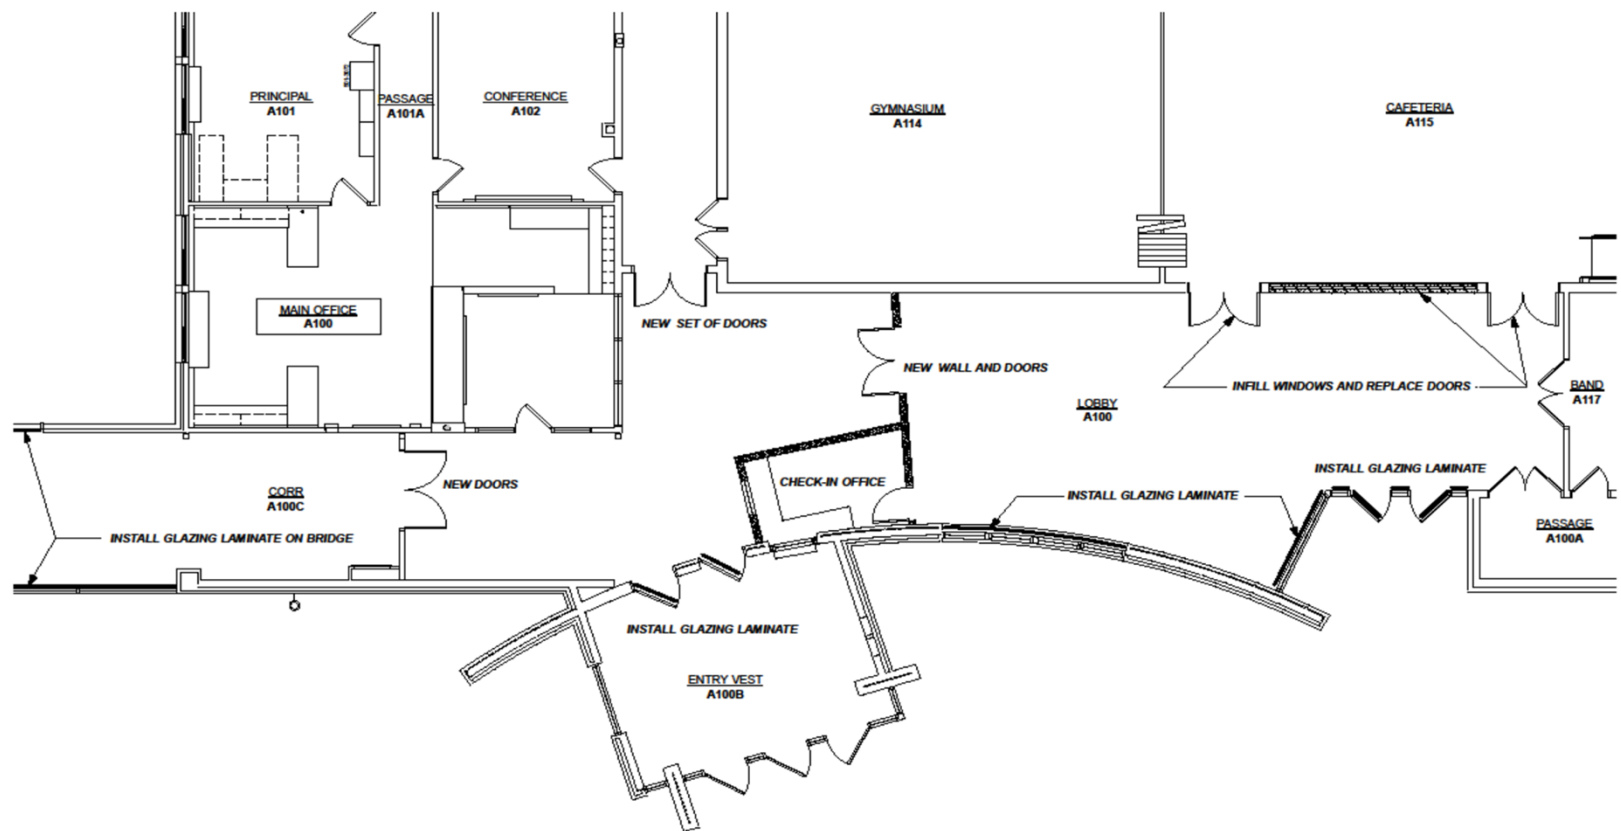 PRINCIPAL
A101
PASSAGE
A101A
CONFERENCE
A102
GYMNASIUM
A114
CAFETERIA
A115
MAIN OFFICE
A100
NEW SET OF DOORS
NEW WALL AND DOORS
INFILL WINDOWS AND REPLACE DOORS
BAND
A117
LOBBY
A100
CHECK-IN OFFICE
INSTALL GLAZING LAMINATE
NEW DOORS
CORR
A100C
INSTALL GLAZING LAMINATE
PASSAGE
A100A
INSTALL GLAZING LAMINATE ON BRIDGE
INSTALL GLAZING LAMINATE
ENTRY VEST
A100B